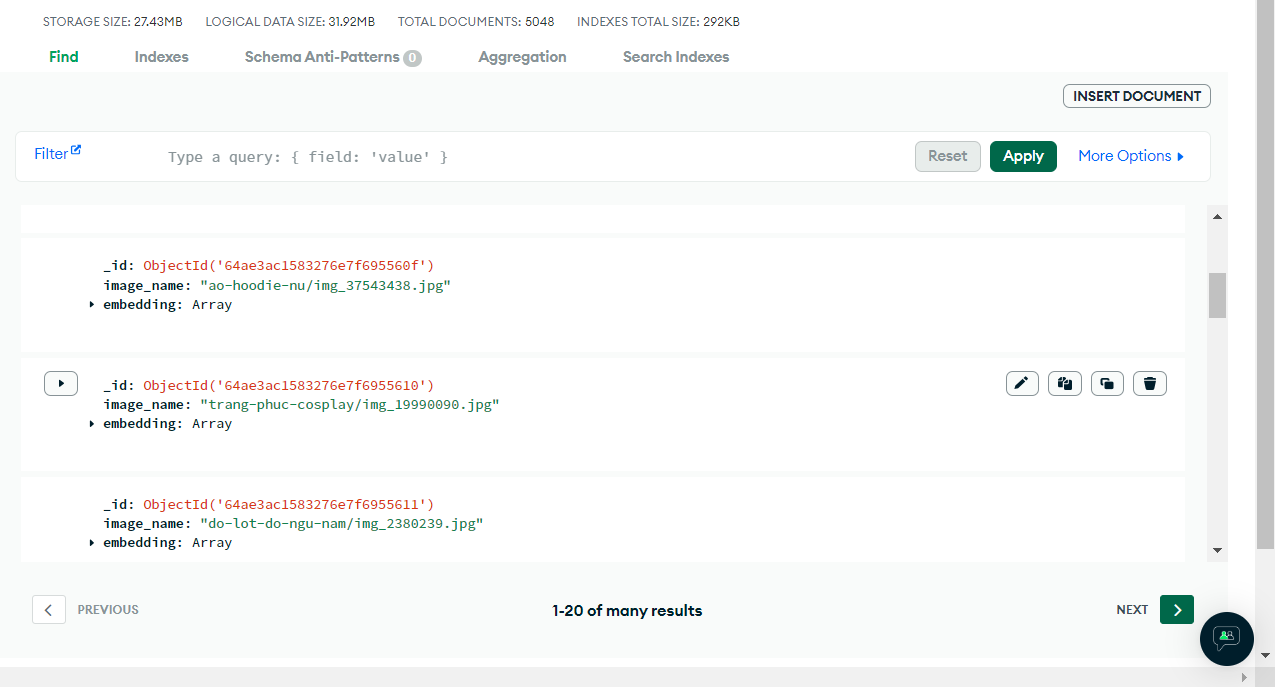 STORAGE SIZE: 27.43MB LOGICAL DATA SIZE: 31.92MB TOTAL DOCUMENTS: 5048 INDEXES TOTAL SIZE: 292KB
Find Indexes Schema Anti-Patterns 0 Aggregation Search Indexes
INSERT DOCUMENT
Filter Type a query: { field: 'value' } Reset Apply More Options
_id: ObjectId('64ae3ac1583276e7f695560f')
image_name: "ao-hoodie-nu/img_37543438.jpg"
embedding: Array
_id: ObjectId('64ae3ac1583276e7f6955610')
image_name: "trang-phuc-cosplay/img_19990090.jpg"
embedding: Array
_id: ObjectId('64ae3ac1583276e7f6955611')
image_name: "do-lot-do-ngu-nam/img_2380239.jpg"
embedding: Array
PREVIOUS 1-20 of many results NEXT